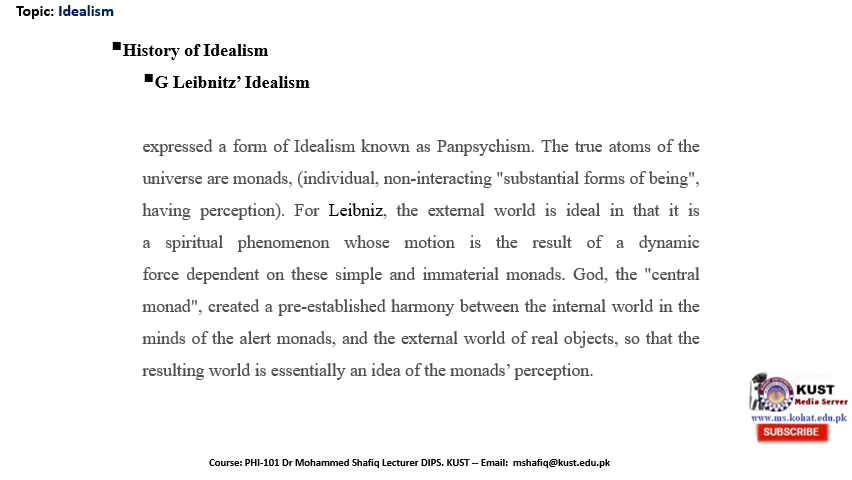 Topic: Idealism
▪History of Idealism
▪G Leibnitz’ Idealism
expressed a form of Idealism known as Panpsychism. The true atoms of the
universe are monads, (individual, non-interacting "substantial forms of being",
having perception). For Leibniz, the external world is ideal in that it is
a spiritual phenomenon whose motion is the result of a dynamic
force dependent on these simple and immaterial monads. God, the "central
monad", created a pre-established harmony between the internal world in the
minds of the alert monads, and the external world of real objects, so that the
resulting world is essentially an idea of the monads’ perception.
KUST
Media Server
www.ms.kohat.edu.pk
SUBSCRIBE
Course: PHI-101 Dr Mohammed Shafiq Lecturer DIPS. KUST -- Email: mshafiq@kust.edu.pk